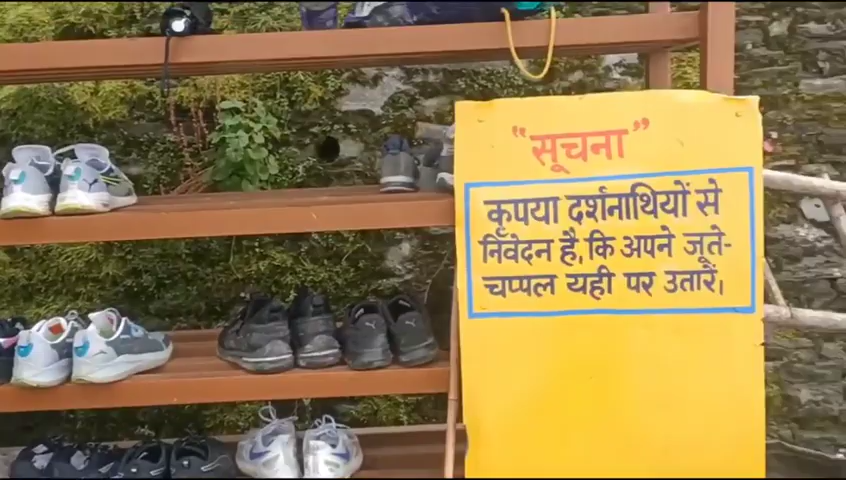 "सूचना"
कृपया दर्शनाथियों से
निवेदन है, कि अपने जूते-
चप्पल यही पर उतारें।